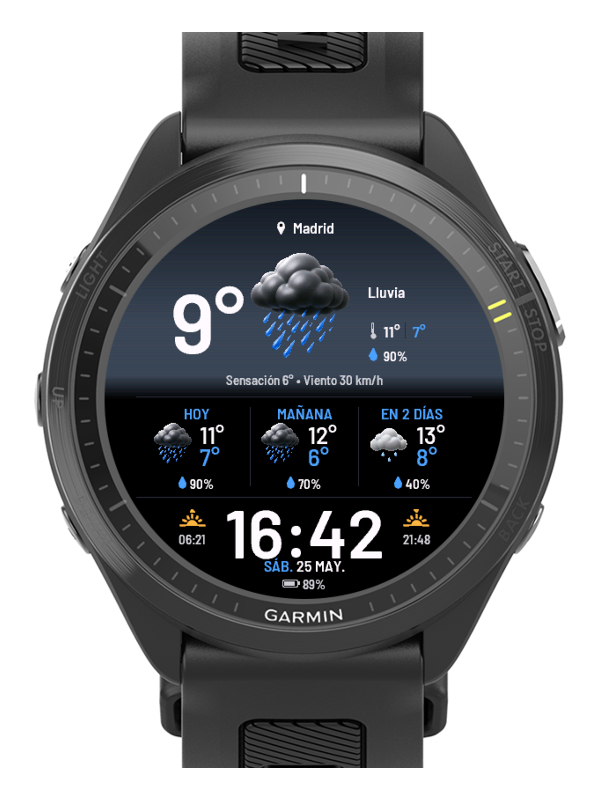 LIGHT
START
STOP
UP
BACK
Madrid
9°
Lluvia
11° 7°
90%
Sensación 6° • Viento 30 km/h
HOY MAÑANA EN 2 DÍAS
11° 12° 13°
7° 6° 8°
90% 70% 40%
16:42
06:21 21:48
SÁB. 25 MAY.
89%
GARMIN